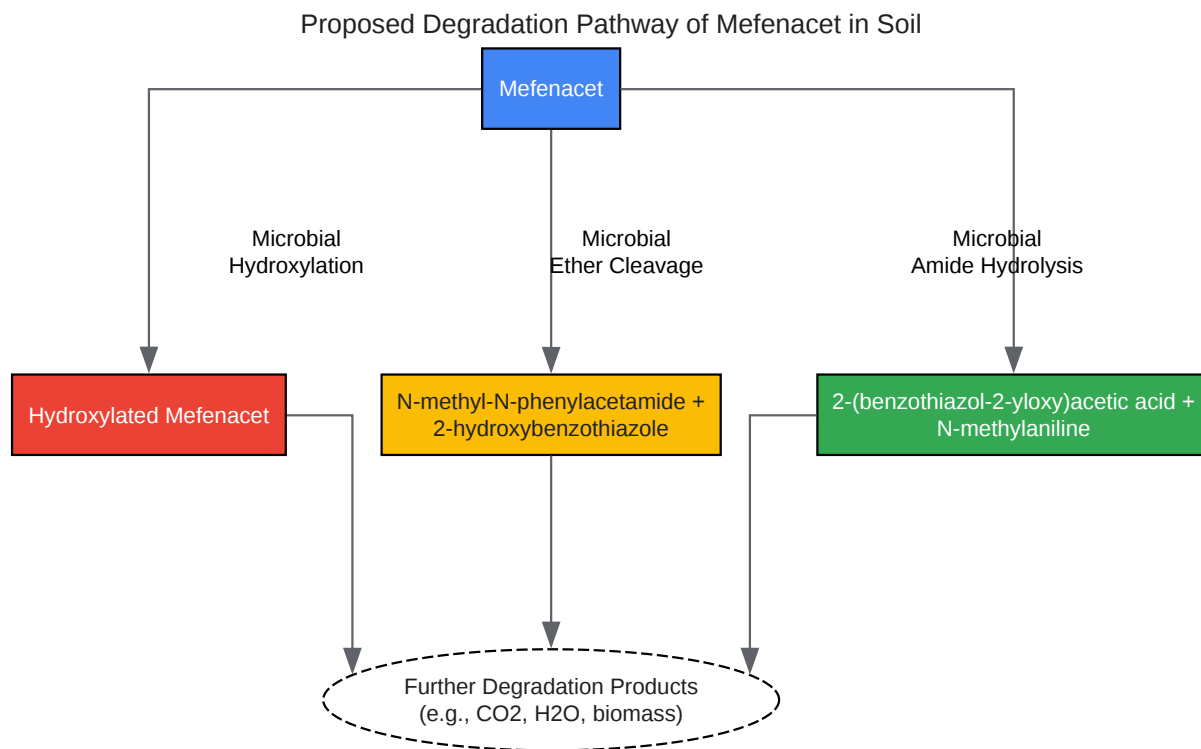 Proposed Degradation Pathway of Mefenacet in Soil
Mefenacet
Microbial
Hydroxylation
Microbial
Ether Cleavage
Microbial
Amide Hydrolysis
Hydroxylated Mefenacet
N-methyl-N-phenylacetamide +
2-hydroxybenzothiazole
2-(benzothiazol-2-yloxy)acetic acid +
N-methylaniline
Further Degradation Products
(e.g., CO2, H2O, biomass)